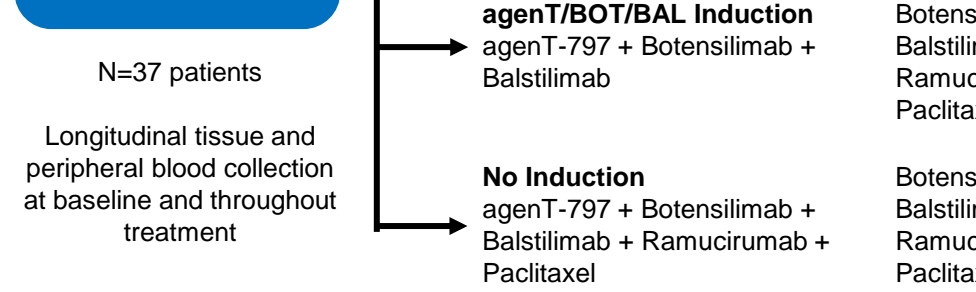 N=37 patients
Longitudinal tissue and
peripheral blood collection
at baseline and throughout
treatment
agenT/BOT/BAL Induction
agenT-797 + Botensilimab +
Balstilimab
No Induction
agenT-797 + Botensilimab +
Balstilimab + Ramucirumab +
Paclitaxel